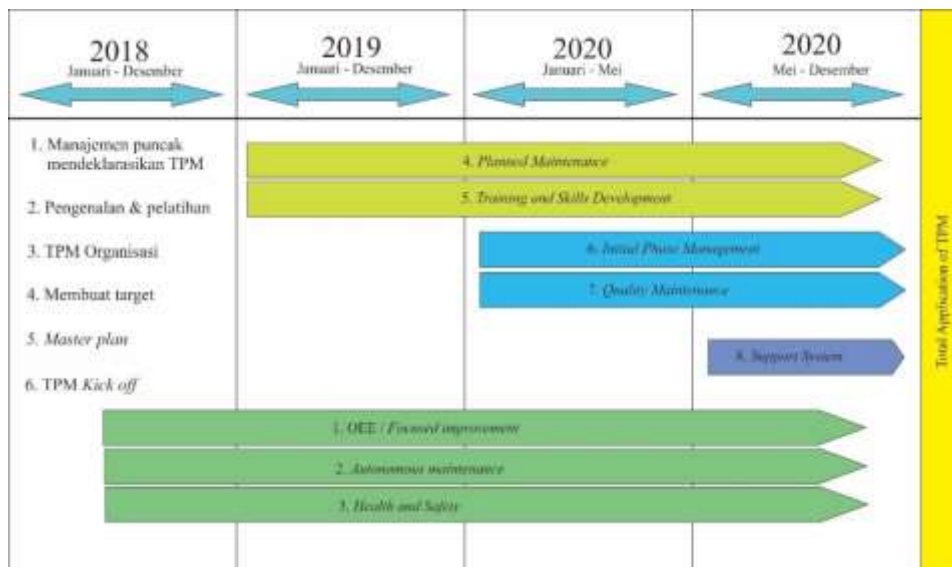 2018
Januari - Desember
2019
Januari - Desember
2020
Januari - Mei
2020
Mei - Desember
1. Manajemen puncak
mendeklarasikan TPM
2. Pengenalan & pelatihan
3. TPM Organisasi
4. Membuat target
5. Master plan
6. TPM Kick off
4. Planned Maintenance
5. Training and Skills Development
6. Initial Phase Management
7. Quality Maintenance
8. Support System
1. OEE / Focused improvement
2. Autonomous maintenance
3. Health and Safety
Total Application of TPM